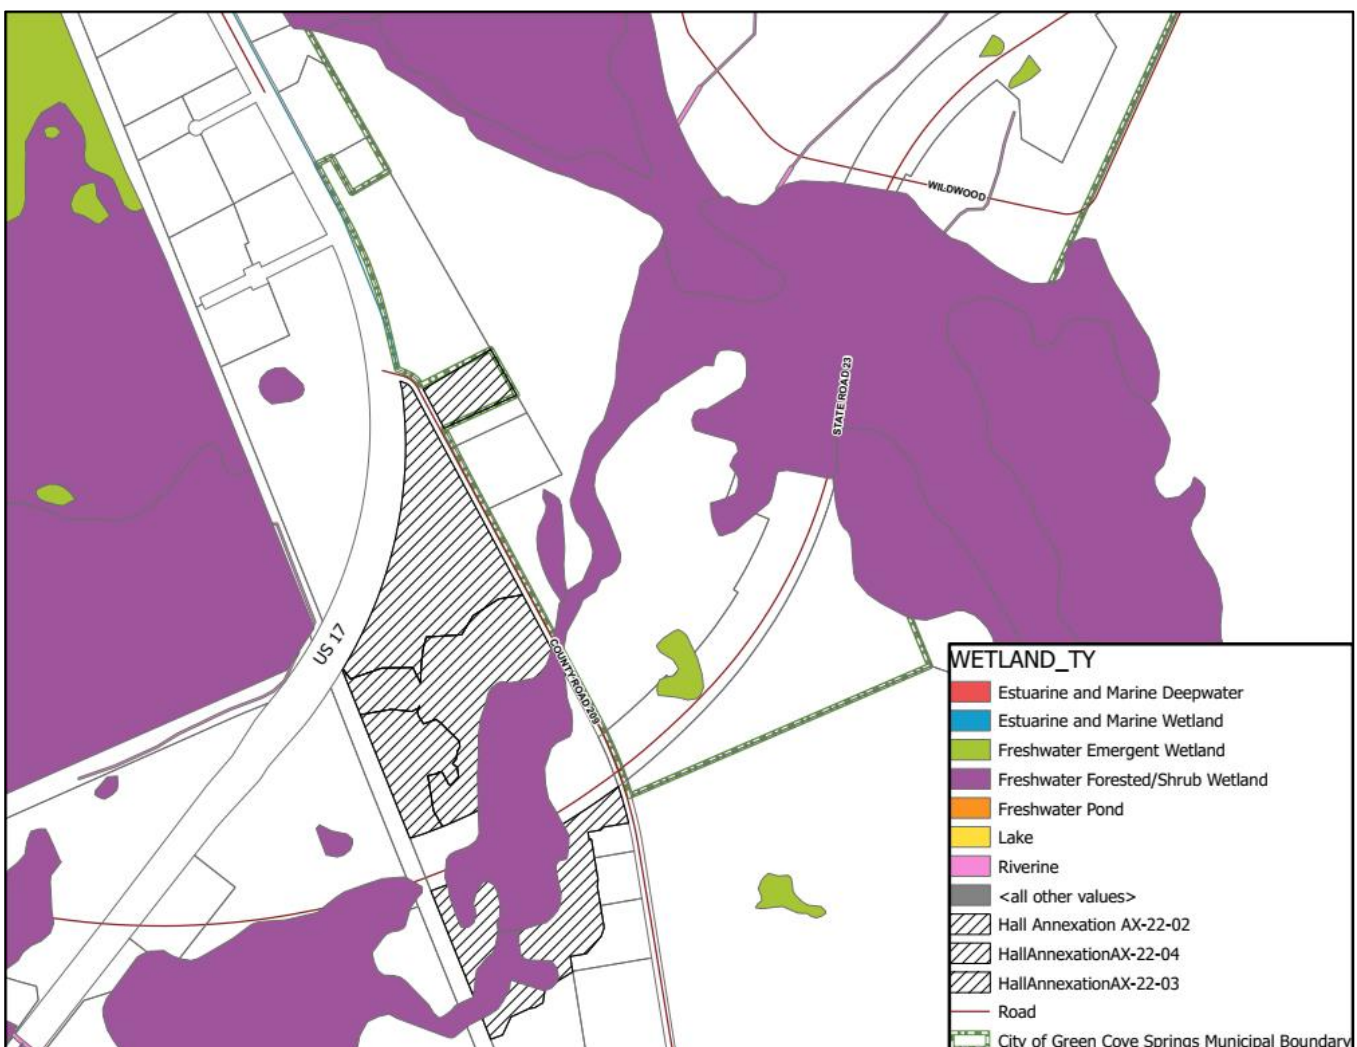 WILDWOOD
STATE ROAD 23
US 17
COUNTY ROAD 209
WETLAND_TY
Estuarine and Marine Deepwater
Estuarine and Marine Wetland
Freshwater Emergent Wetland
Freshwater Forested/Shrub Wetland
Freshwater Pond
Lake
Riverine
<all other values>
Hall Annexation AX-22-02
HallAnnexationAX-22-04
HallAnnexationAX-22-03
Road
City of Green Cove Springs Municipal Boundary